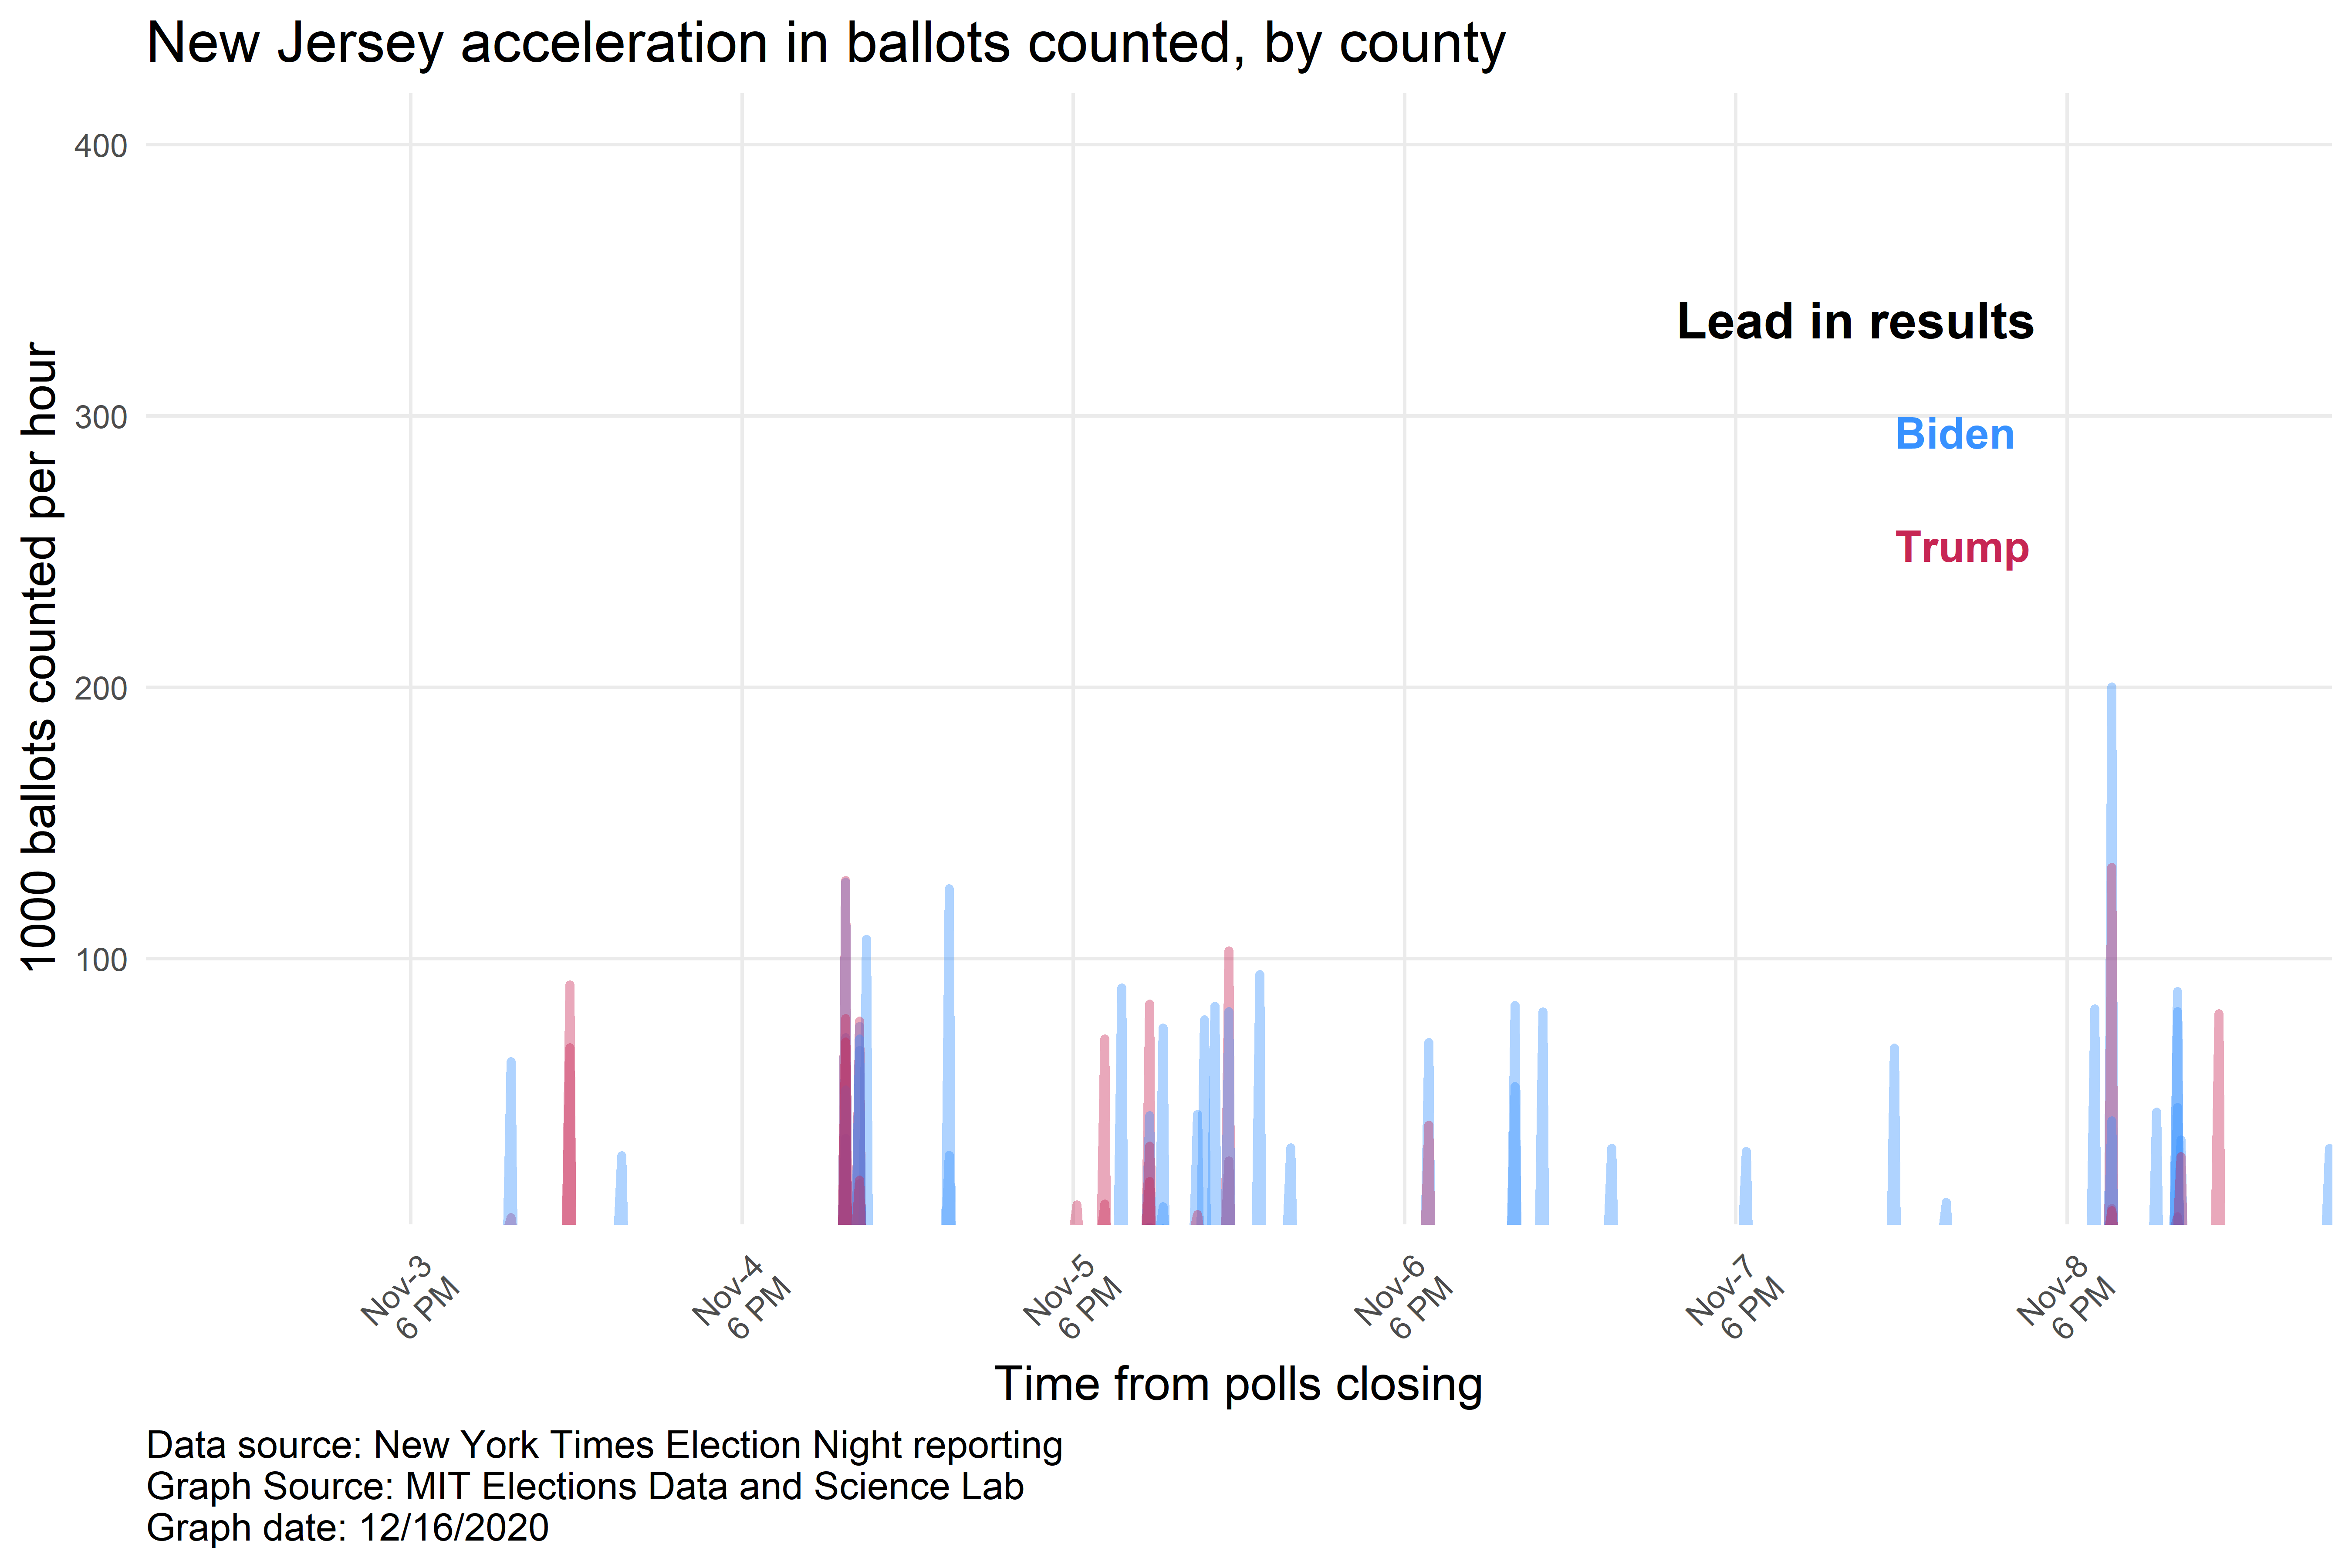 New Jersey acceleration in ballots counted, by county
1000 ballots counted per hour
400
300
200
100
Lead in results
Biden
Trump
Nov-3
6 PM
Nov-4
6 PM
Nov-5
6 PM
Nov-6
6 PM
Nov-7
6 PM
Nov-8
6 PM
Time from polls closing
Data source: New York Times Election Night reporting
Graph Source: MIT Elections Data and Science Lab
Graph date: 12/16/2020